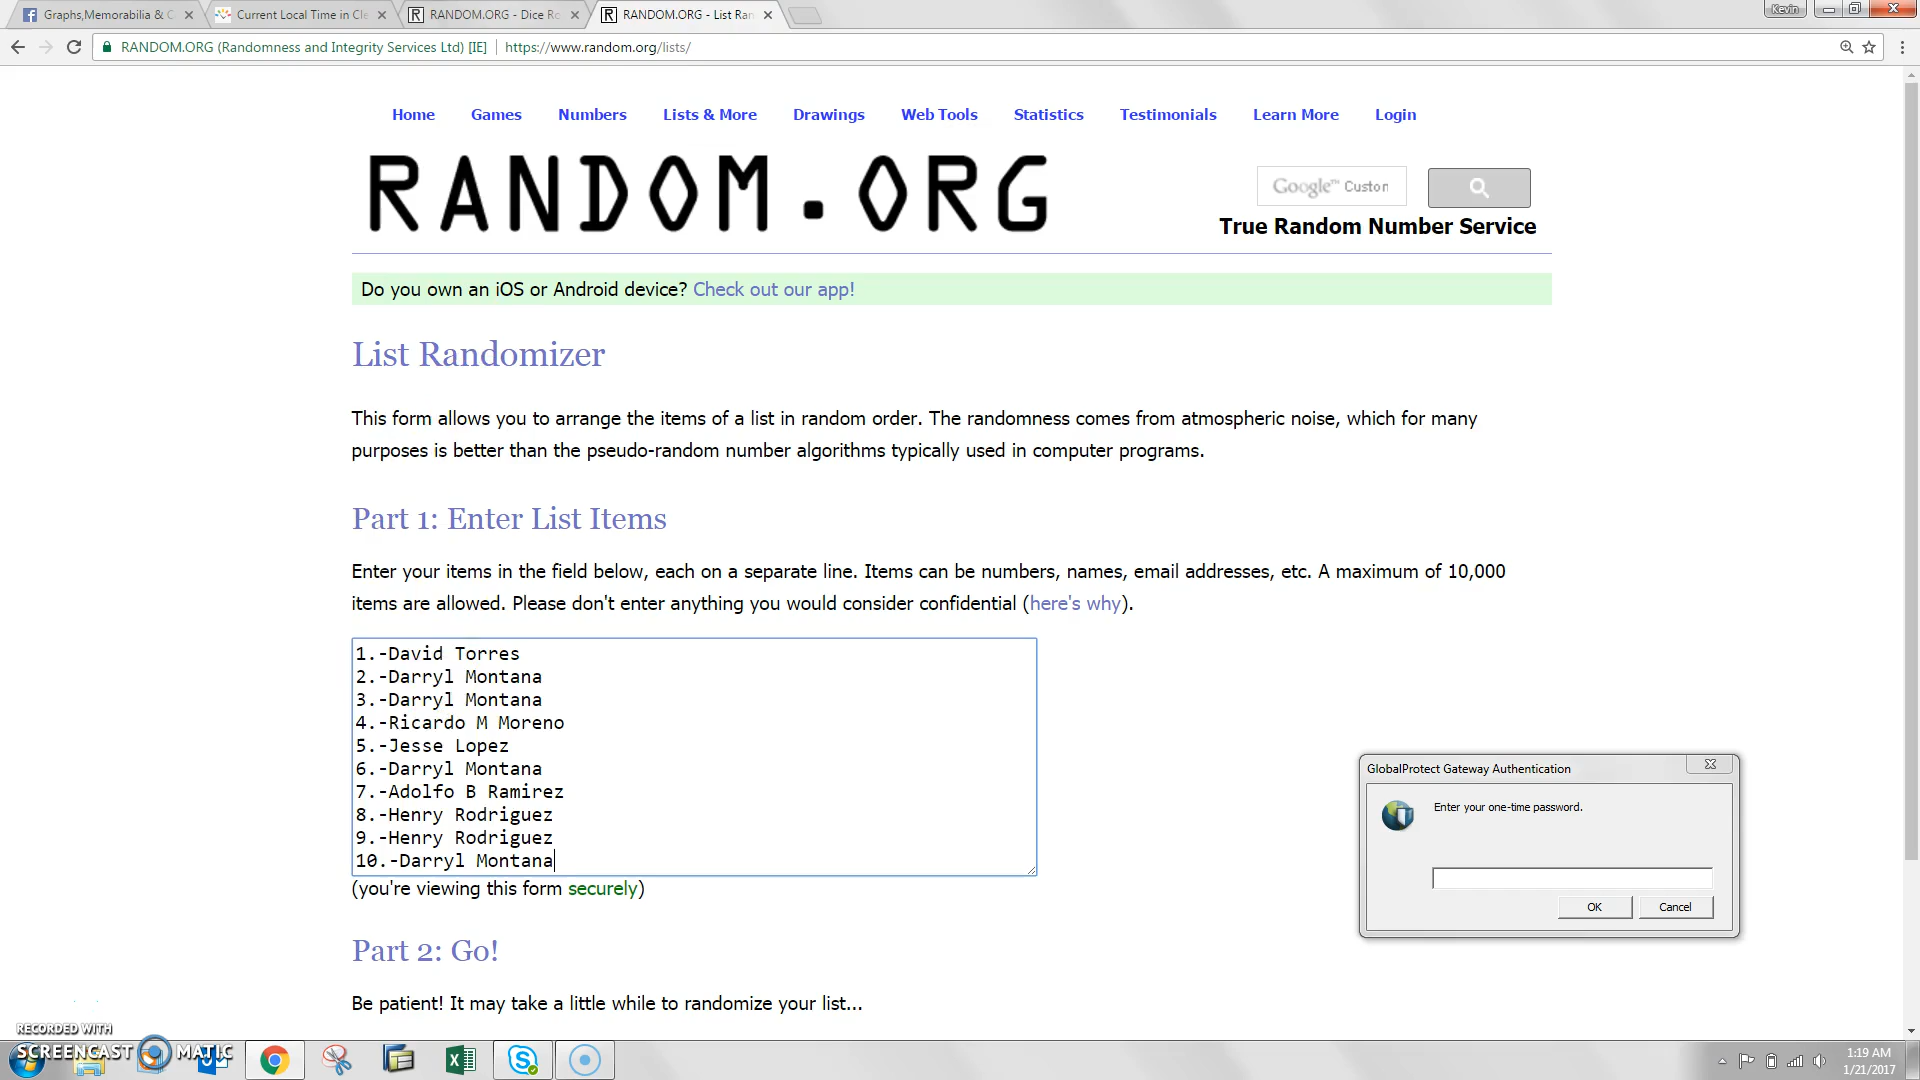 Graphs,Memorabilia & C
Current Local Time in Cle
RANDOM.ORG - Dice Ro
RANDOM.ORG - List Ran
Kevin
RANDOM.ORG (Randomness and Integrity Services Ltd) [IE]
https://www.random.org/lists/
Home Games Numbers Lists & More Drawings Web Tools Statistics Testimonials Learn More Login
RANDOM.ORG
Google™ Custom
True Random Number Service
Do you own an iOS or Android device? Check out our app!
List Randomizer
This form allows you to arrange the items of a list in random order. The randomness comes from atmospheric noise, which for many
purposes is better than the pseudo-random number algorithms typically used in computer programs.
Part 1: Enter List Items
Enter your items in the field below, each on a separate line. Items can be numbers, names, email addresses, etc. A maximum of 10,000
items are allowed. Please don't enter anything you would consider confidential (here's why).
1.-David Torres
2.-Darryl Montana
3.-Darryl Montana
4.-Ricardo M Moreno
5.-Jesse Lopez
6.-Darryl Montana
7.-Adolfo B Ramirez
8.-Henry Rodriguez
9.-Henry Rodriguez
10.-Darryl Montana
(you're viewing this form securely)
GlobalProtect Gateway Authentication
Enter your one-time password.
OK
Cancel
Part 2: Go!
Be patient! It may take a little while to randomize your list...
RECORDED WITH
SCREENCAST MATIC
1:19 AM
1/21/2017